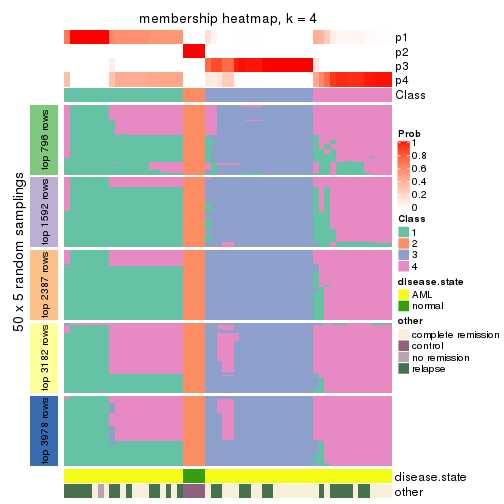 membership heatmap, k = 4
p1
p2
p3
p4
Class
50 x 5 random samplings
top 796 rows
top 1592 rows
top 2387 rows
top 3182 rows
top 3978 rows
disease.state
other
Prob
1
0.8
0.6
0.4
0.2
0
Class
1
2
3
4
disease.state
AML
normal
other
complete remission
control
no remission
relapse